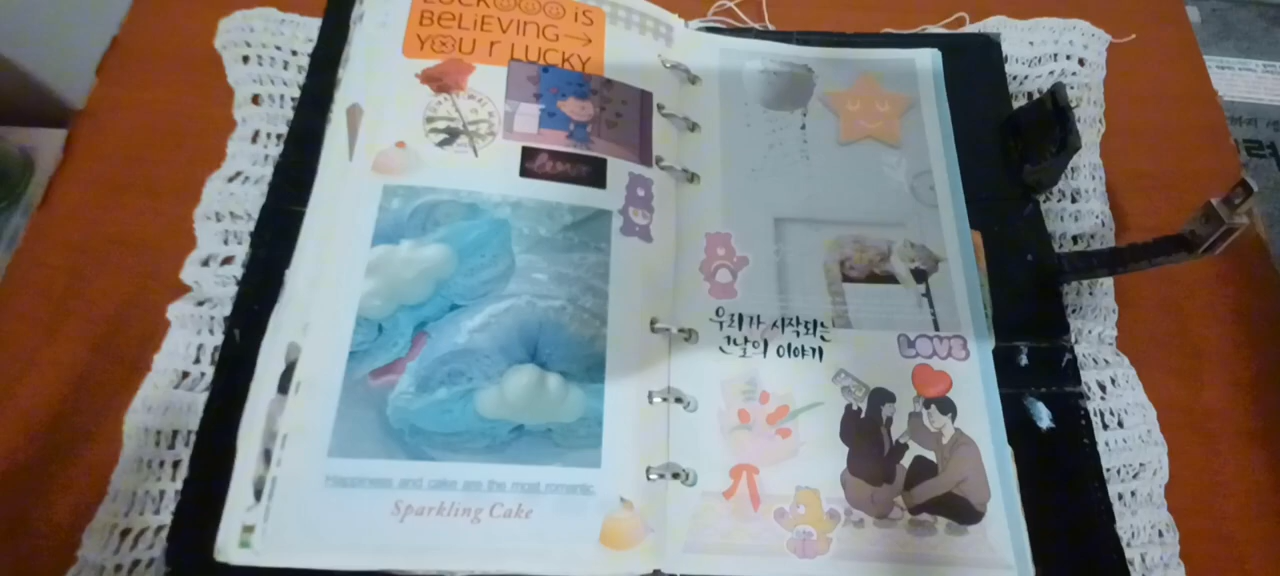 LUCK IS
BELIEVING→
YOU r LUCKY
love
Happiness and cake are the most romantic
Sparkling Cake
우리가 시작되는
그날의 이야기
LOVE